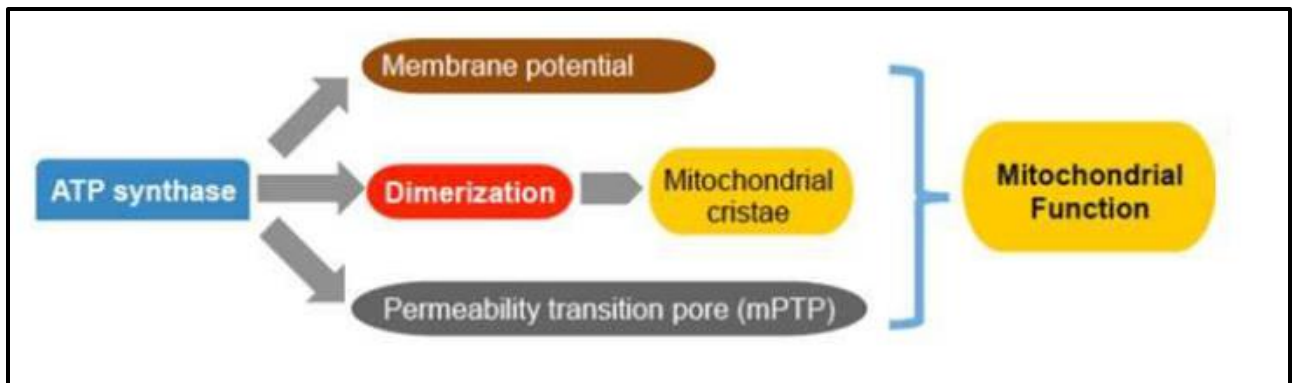 Membrane potential
ATP synthase
Dimerization
Mitochondrial
cristae
Permeability transition pore (mPTP)
Mitochondrial
Function